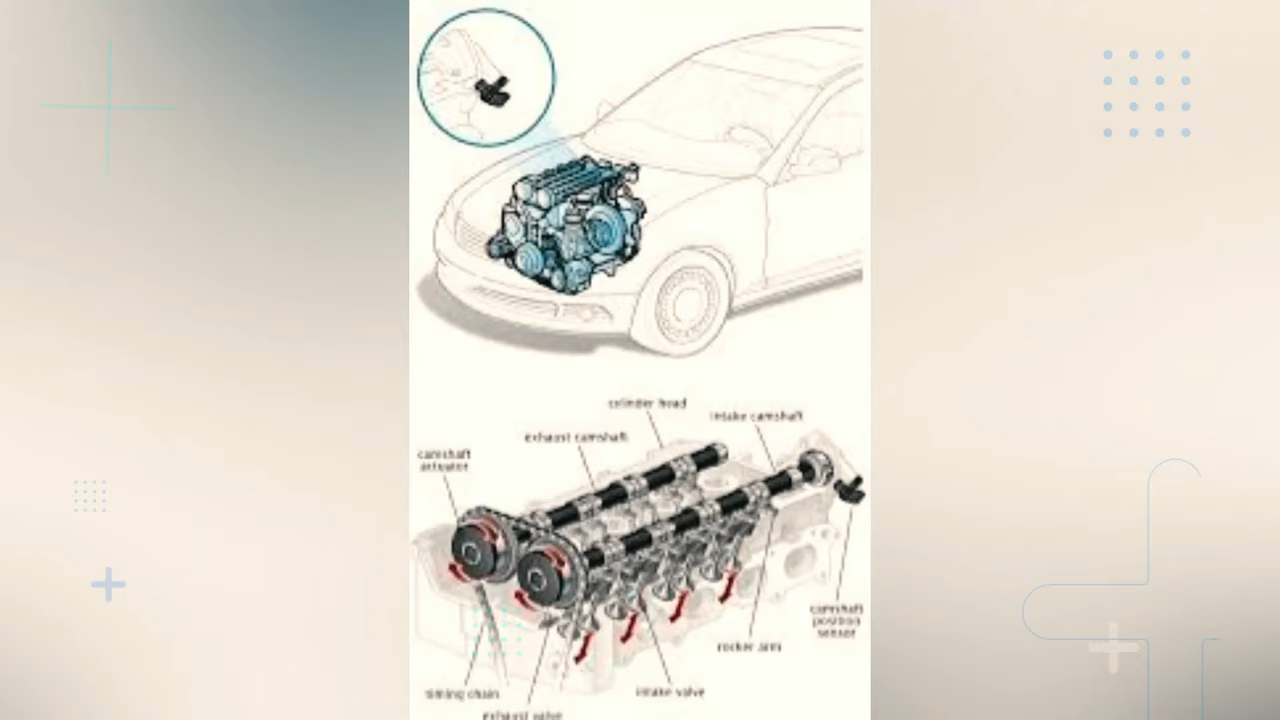 cylinder head
intake camshaft
exhaust camshaft
camshaft
actuator
camshaft
position
sensor
rocker arm
timing chain
intake valve
exhaust valve